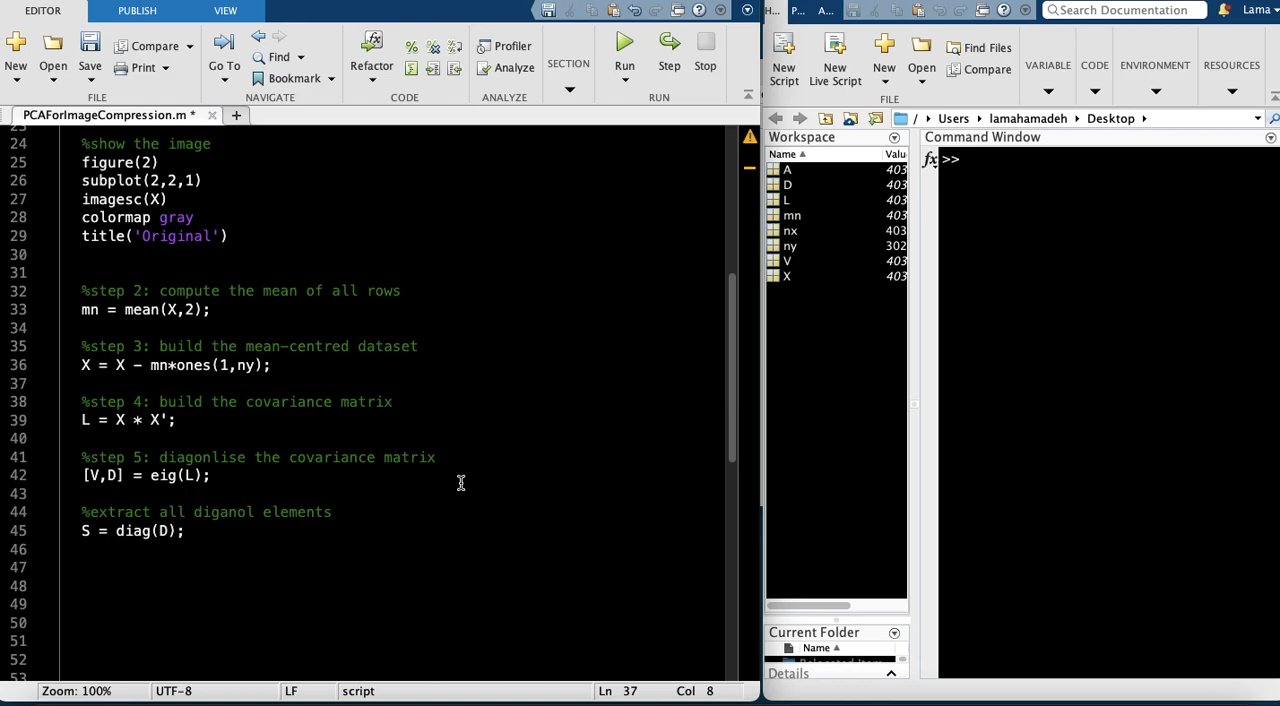 EDITOR PUBLISH VIEW
H... P... A... Search Documentation Lama
New Open Save Compare Print Go To Find Bookmark Refactor Profiler Analyze SECTION Run Step Stop
FILE NAVIGATE CODE ANALYZE RUN
New Script New Live Script New Open Find Files Compare VARIABLE CODE ENVIRONMENT RESOURCES
FILE
PCAForImageCompression.m * × +
/ Users lamahamadeh Desktop
24 %show the image
25 figure(2)
26 subplot(2,2,1)
27 imagesc(X)
28 colormap gray
29 title('Original')
30
31
32 %step 2: compute the mean of all rows
33 mn = mean(X,2);
34
35 %step 3: build the mean-centred dataset
36 X = X - mn*ones(1,ny);
37
38 %step 4: build the covariance matrix
39 L = X * X';
40
41 %step 5: diagonlise the covariance matrix
42 [V,D] = eig(L);
43
44 %extract all diganol elements
45 S = diag(D);
46
47
48
49
50
51
52
53
Zoom: 100% UTF-8 LF script Ln 37 Col 8
Workspace
Name Valu
A 403
D 403
L 403
mn 403
nx 403
ny 302
V 403
X 403
Current Folder
Name
Details
Command Window
fx >>